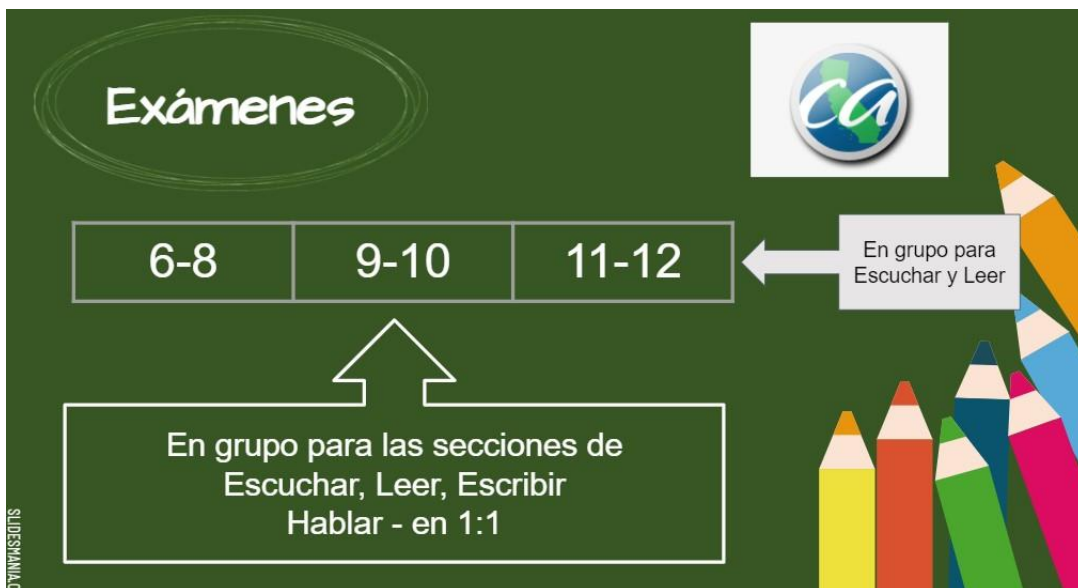 Exámenes
CA
6-8 9-10 11-12
En grupo para
Escuchar y Leer
En grupo para las secciones de
Escuchar, Leer, Escribir
Hablar - en 1:1